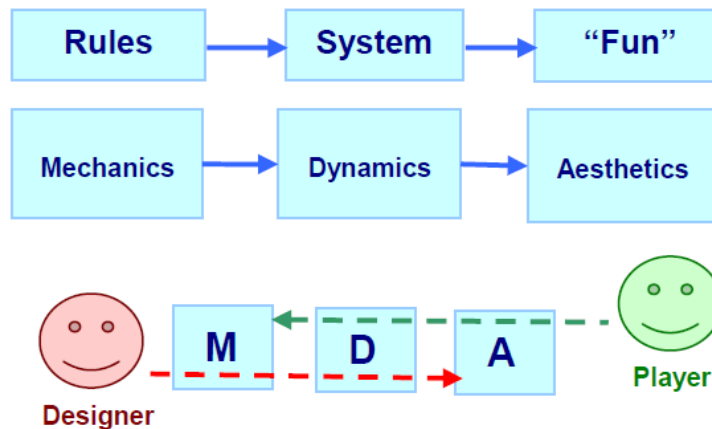 Rules
System
“Fun”
Mechanics
Dynamics
Aesthetics
M
D
A
Designer
Player